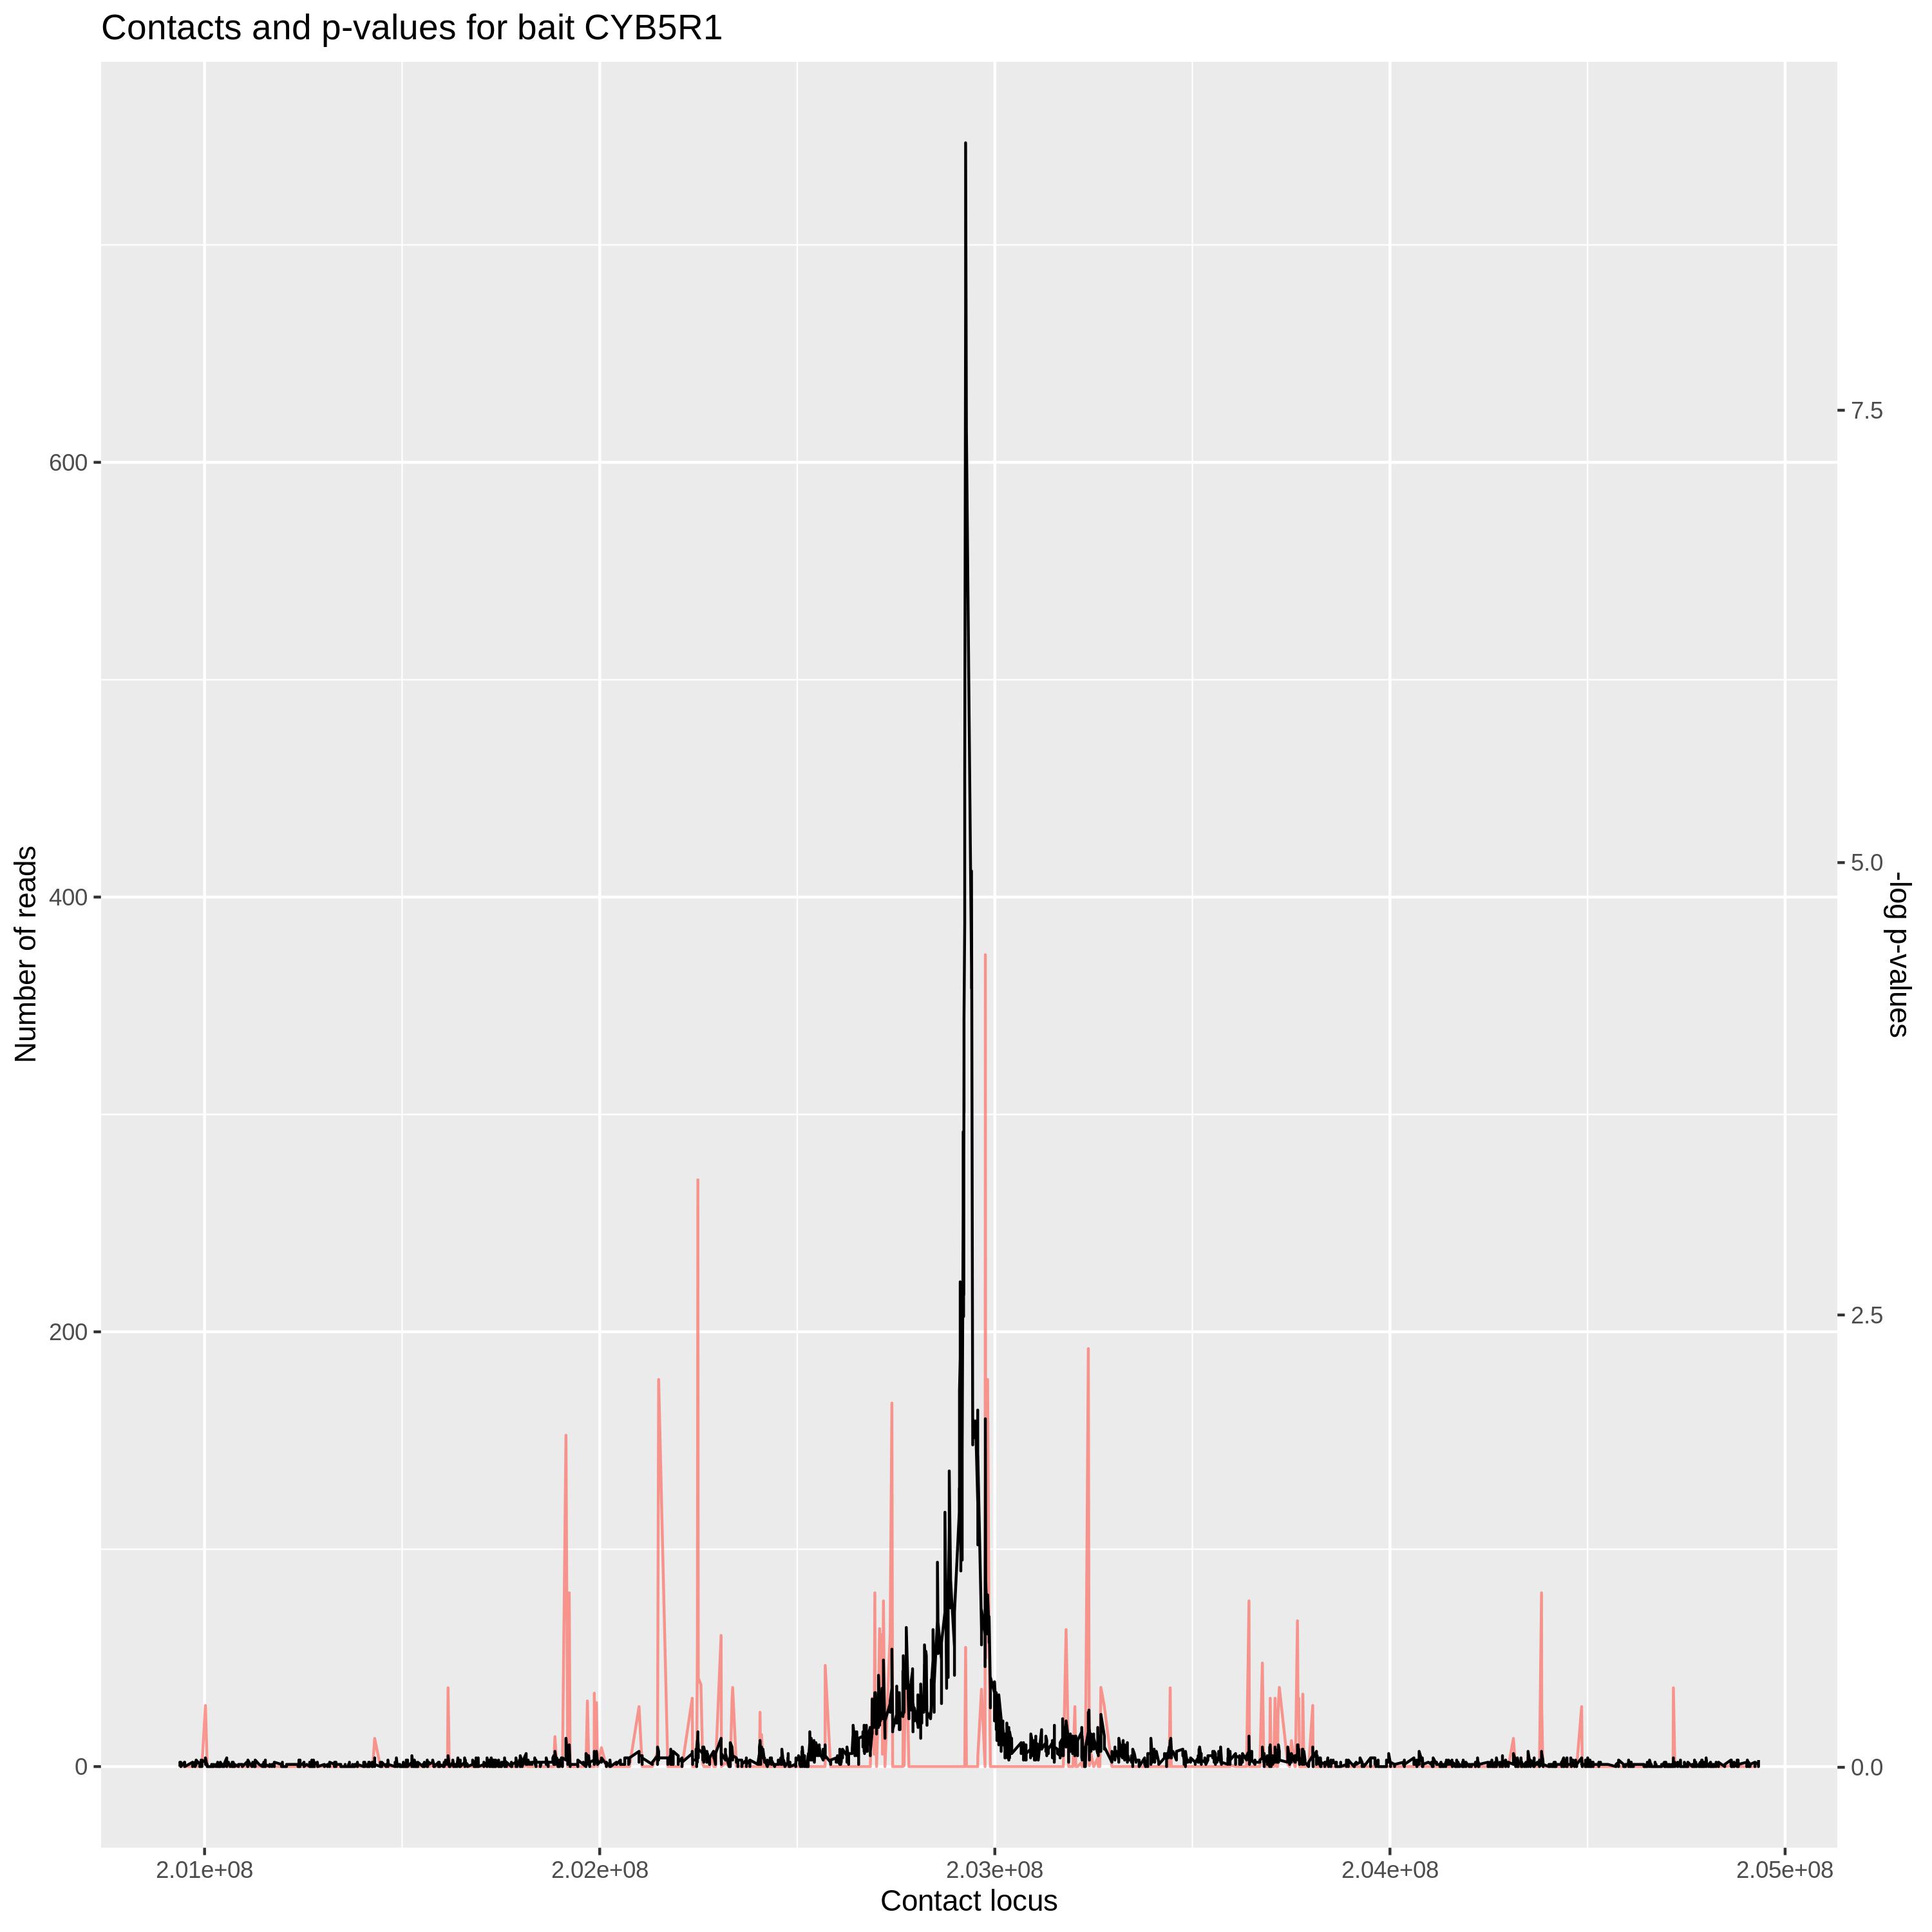 Contacts and p-values for bait CYB5R1
Number of reads
600
400
200
0
7.5
5.0
2.5
0.0
-log p-values
2.01e+08
2.02e+08
2.03e+08
2.04e+08
2.05e+08
Contact locus